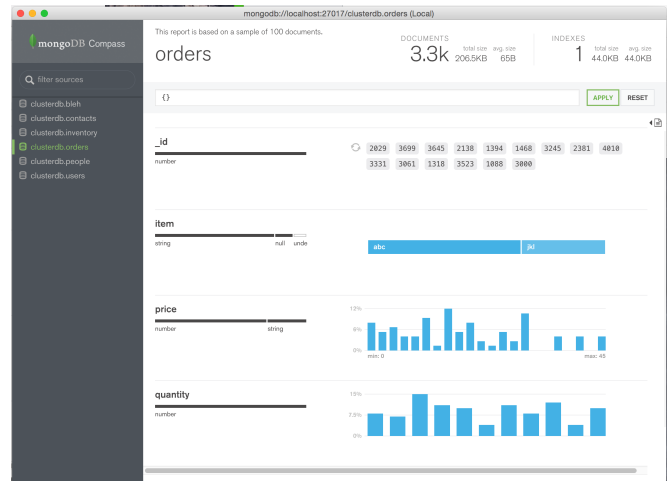 mongodb://localhost:27017/clusterdb.orders (Local)
mongoDB Compass
filter sources
clusterdb.bleh
clusterdb.contacts
clusterdb.inventory
clusterdb.orders
clusterdb.people
clusterdb.users
This report is based on a sample of 100 documents.
orders
DOCUMENTS
3.3k total size 206.5KB avg. size 65B
INDEXES
1 total size 44.0KB avg. size 44.0KB
{}
APPLY RESET
_id
number
2029 3699 3645 2138 1394 1468 3245 2381 4010
3331 3061 1318 3523 1088 3000
item
string null unde
abc jkl
price
number string
12%
6%
0%
min: 0 max: 45
quantity
number
15%
7.5%
0%